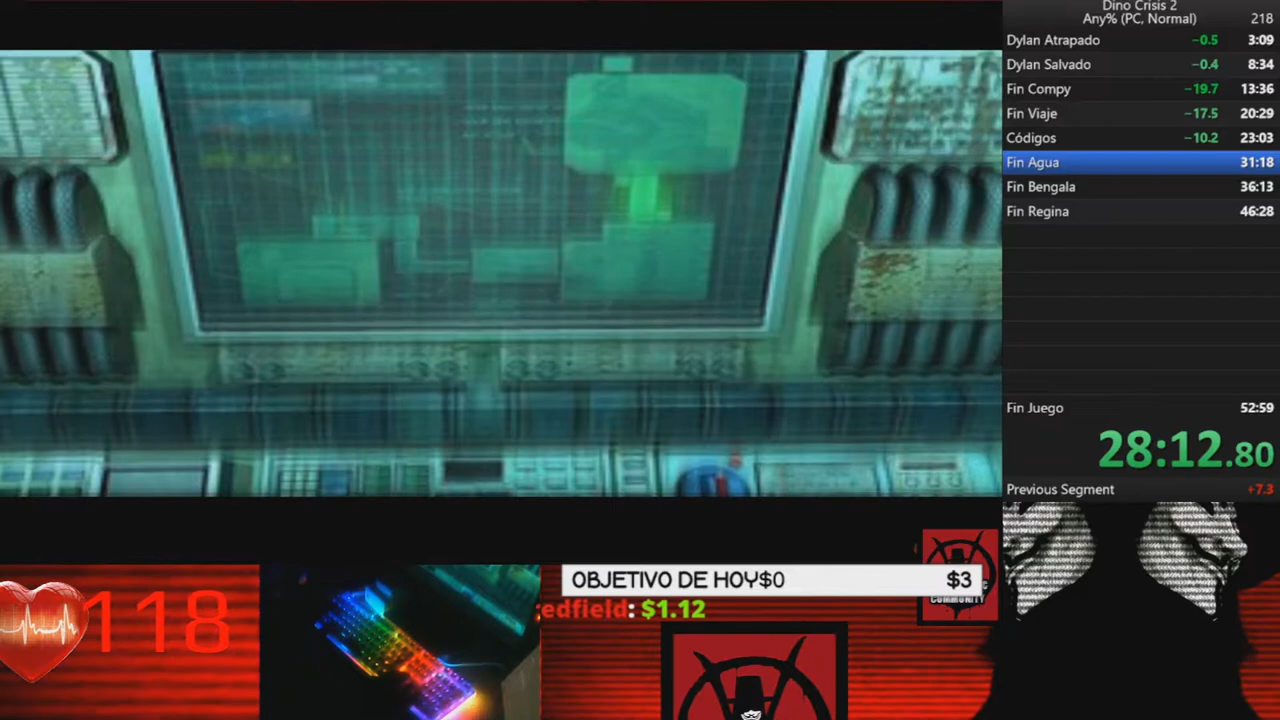 Dino Crisis 2
Any% (PC, Normal) 218
Dylan Atrapado −0.5 3:09
Dylan Salvado −0.4 8:34
Fin Compy −19.7 13:36
Fin Viaje −17.5 20:29
Códigos −10.2 23:03
Fin Agua 31:18
Fin Bengala 36:13
Fin Regina 46:28
Fin Juego 52:59
28:12.80
Previous Segment +7.3
OBJETIVO DE HOY$0 $3
edfield: $1.12
COMMUNITY
118